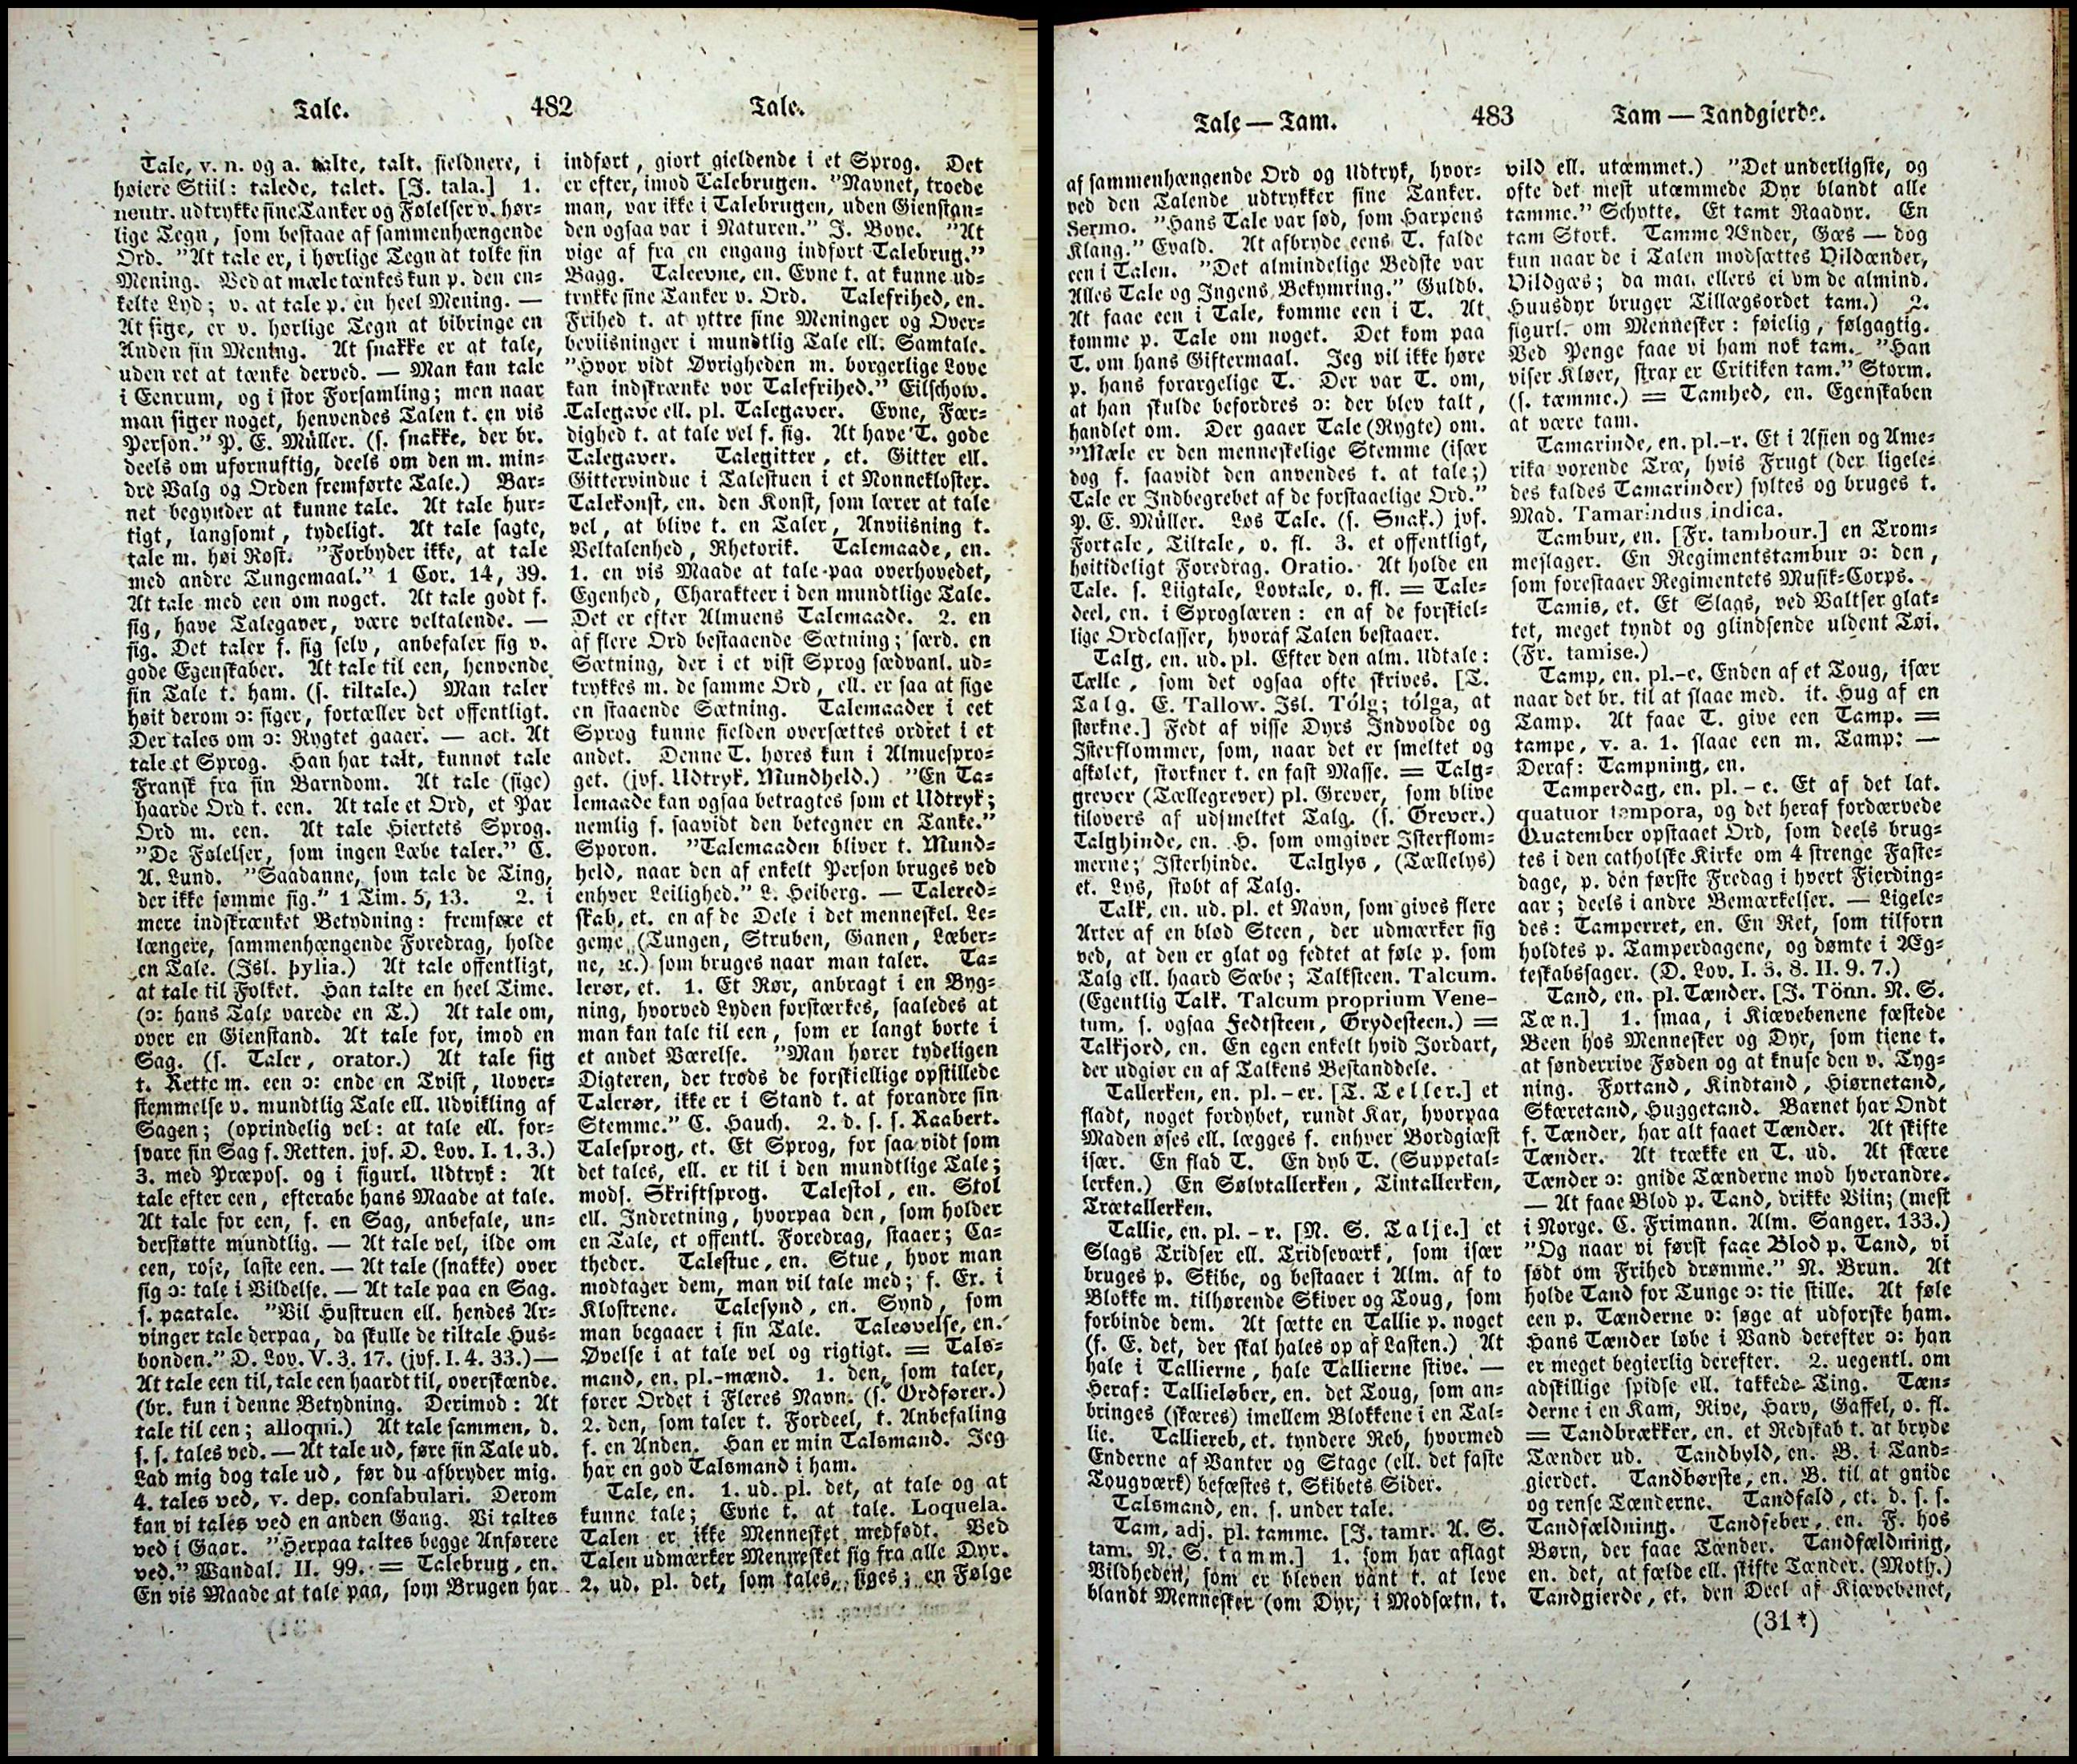 Tale.
482
Tale.
Tale, v. n. og a. talte, talt. sieldnere, i
høiere Stiil: talede, talet. [J. tala.] 1.
neutr. udtrykke sine Tanker og Følelser v. hør-
lige Tegn, som bestaae af sammenhængende
Ord. "At tale er, i hørlige Tegn at tolke sin
Mening. Ved at mæle tænkes kun p. den en-
kelte Lyd; v. at tale p. en heel Mening. —
At sige, er v. hørlige Tegn at bibringe en
Anden sin Mening. At snakke er at tale,
uden ret at tænke derved. — Man kan tale
i Eenrum, og i stor Forsamling; men naar
man siger noget, henvendes Talen t. en vis
Person." P. E. Müller. (s. snakke, der br.
deels om ufornuftig, deels om den m. min-
dre Valg og Orden fremførte Tale.) Bar-
net begynder at kunne tale. At tale hur-
tigt, langsomt, tydeligt. At tale sagte,
tale m. høi Røst. "Forbyder ikke, at tale
med andre Tungemaal." 1 Cor. 14, 39.
At tale med een om noget. At tale godt f.
sig, have Talegaver, være veltalende. —
fig. Det taler f. sig selv, anbefaler sig v.
gode Egenskaber. At tale til een, henvende
sin Tale t. ham. (s. tiltale.) Man taler
høit derom ɔ: siger, fortæller det offentligt.
Der tales om ɔ: Rygtet gaaer. — act. At
tale et Sprog. Han har talt, kunnet tale
Fransk fra sin Barndom. At tale (sige)
haarde Ord t. een. At tale et Ord, et Par
Ord m. een. At tale Hiertets Sprog.
"De Følelser, som ingen Læbe taler." C.
A. Lund. "Saadanne, som tale de Ting,
der ikke sømme sig." 1 Tim. 5, 13. 2. i
mere indskrænket Betydning: fremføre et
længere, sammenhængende Foredrag, holde
en Tale. (Isl. þylia.) At tale offentligt,
at tale til Folket. Han talte en heel Time.
(ɔ: hans Tale varede en T.) At tale om,
over en Gienstand. At tale for, imod en
Sag. (s. Taler, orator.) At tale sig
t. Rette m. een ɔ: ende en Tvist, Uover-
stemmelse v. mundtlig Tale ell. Udvikling af
Sagen; (oprindelig vel: at tale ell. for-
svare sin Sag f. Retten. jvf. D. Lov. I. 1. 3.)
3. med Præpos. og i figurl. Udtryk: At
tale efter een, efterabe hans Maade at tale.
At tale for een, f. en Sag, anbefale, un-
derstøtte mundtlig. — At tale vel, ilde om
een, rose, laste een. — At tale (snakke) over
sig ɔ: tale i Vildelse. — At tale paa en Sag.
s. paatale. "Vil Hustruen ell. hendes Ar-
vinger tale derpaa, da skulle de tiltale Hus-
bonden." D. Lov. V. 3. 17. (jvf. I. 4. 33.) —
At tale een til, tale een haardt til, overskænde.
(br. kun i denne Betydning. Derimod: At
tale til een; alloqui.) At tale sammen, d.
s. s. tales ved. — At tale ud, føre sin Tale ud.
Lad mig dog tale ud, før du afbryder mig.
4. tales ved, v. dep. confabulari. Derom
kan vi tales ved en anden Gang. Vi taltes
ved i Gaar. "Herpaa taltes begge Anførere
ved." Wandal. II. 99. = Talebrug, en.
En vis Maade at tale paa, som Brugen har
indført, giort gieldende i et Sprog. Det
er efter, imod Talebrugen. "Navnet, troede
man, var ikke i Talebrugen, uden Gienstan-
den ogsaa var i Naturen." J. Boye. "At
vige af fra en engang indført Talebrug."
Bagg. Taleevne, en. Evne t. at kunne ud-
trykke sine Tanker v. Ord. Talefrihed, en.
Frihed t. at yttre sine Meninger og Over-
beviisninger i mundtlig Tale ell. Samtale.
"Hvor vidt Øvrigheden m. borgerlige Love
kan indskrænke vor Talefrihed." Eilschow.
Talegave ell. pl. Talegaver. Evne, Fær-
dighed t. at tale vel f. sig. At have T. gode
Talegaver. Talegitter, et. Gitter ell.
Gittervindue i Talestuen i et Nonnekloster.
Talekonst, en. den Konst, som lærer at tale
vel, at blive t. en Taler, Anviisning t.
Veltalenhed, Rhetorik. Talemaade, en.
1. en vis Maade at tale paa overhovedet,
Egenhed, Charakteer i den mundtlige Tale.
Det er efter Almuens Talemaade. 2. en
af flere Ord bestaaende Sætning; særd. en
Sætning, der i et vist Sprog sædvanl. ud-
trykkes m. de samme Ord, ell. er saa at sige
en staaende Sætning. Talemaader i eet
Sprog kunne sielden oversættes ordret i et
andet. Denne T. hores kun i Almuespro-
get. (jvf. Udtryk, Mundheld.) "En Ta-
lemaade kan ogsaa betragtes som et Udtryk;
nemlig f. saavidt den betegner en Tanke."
Sporon. "Talemaaden bliver t. Mund-
held, naar den af enkelt Person bruges ved
enhver Leilighed." L. Heiberg. — Talered-
skab, et. en af de Dele i det menneskel. Le-
geme (Tungen, Struben, Ganen, Læber-
ne, ꝛc.) som bruges naar man taler. Ta-
lerør, et. 1. Et Rør, anbragt i en Byg-
ning, hvorved Lyden forstærkes, saaledes at
man kan tale til een, som er langt borte i
et andet Værelse. "Man hører tydeligen
Digteren, der trods de forskiellige opstillede
Talerør, ikke er i Stand t. at forandre sin
Stemme." C. Hauch. 2. d. s. s. Raabert.
Talesprog, et. Et Sprog, for saa vidt som
det tales, ell. er til i den mundtlige Tale;
mods. Skriftsprog. Talestol, en. Stol
ell. Indretning, hvorpaa den, som holder
en Tale, et offentl. Foredrag, staaer; Ca-
theder. Talestue, en. Stue, hvor man
modtager dem, man vil tale med; f. Ex. i
Klostrene. Talesynd, en. Synd, som
man begaaer i sin Tale. Taleøvelse, en.
Øvelse i at tale vel og rigtigt. = Tals-
mand, en. pl.-mænd. 1. den, som taler,
fører Ordet i Fleres Navn. (s. Ordfører.)
2. den, som taler t. Fordeel, t. Anbefaling
f. en Anden. Han er min Talsmand. Jeg
har en god Talsmand i ham.
Tale, en. 1. ud. pl. det, at tale og at
kunne tale; Evne t. at tale. Loquela.
Talen er ikke Mennesket medfødt. Ved
Talen udmærker Mennesket sig fra alle Dyr.
2. ud. pl. det, som tales, siges; en Følge
Tale — Tam.
483
Tam — Tandgierde.
af sammenhængende Ord og Udtryk, hvor-
ved den Talende udtrykker sine Tanker.
Sermo. "Hans Tale var sød, som Harpens
Klang." Evald. At afbryde eens T. falde
een i Talen. "Det almindelige Bedste var
Alles Tale og Ingens Bekymring." Guldb.
At faae een i Tale, komme een i T. At
komme p. Tale om noget. Det kom paa
T. om hans Giftermaal. Jeg vil ikke høre
p. hans forargelige T. Der var T. om,
at han skulde befordres ɔ: der blev talt,
handlet om. Der gaaer Tale (Rygte) om.
"Mæle er den menneskelige Stemme (især
dog f. saavidt den anvendes t. at tale;)
Tale er Indbegrebet af de forstaaelige Ord."
P. E. Müller. Løs Tale. (s. Snak.) jvf.
Fortale, Tiltale, o. fl. 3. et offentligt,
høitideligt Foredrag. Oratio. At holde en
Tale. s. Liigtale, Lovtale, o. fl. = Tale-
deel, en. i Sproglæren: en af de forskiel-
lige Ordclasser, hvoraf Talen bestaaer.
Talg, en. ud. pl. Efter den alm. Udtale:
Tælle, som det ogsaa ofte skrives. [T.
Talg. E. Tallow. Isl. Tólg; tólga, at
størkne.] Fedt af visse Dyrs Indvolde og
Isterflommer, som, naar det er smeltet og
afkølet, størkner t. en fast Masse. = Talg-
grever (Tællegrever) pl. Grever, som blive
tilovers af udsmeltet Talg. (s. Grever.)
Talghinde, en. H. som omgiver Isterflom-
merne; Isterhinde. Talglys, (Tællelys)
et. Lys, støbt af Talg.
Talk, en. ud. pl. et Navn, som gives flere
Arter af en blød Steen, der udmærker sig
ved, at den er glat og fedtet at føle p. som
Talg ell. haard Sæbe; Talksteen. Talcum.
(Egentlig Talk. Talcum proprium Vene-
tum. s. ogsaa Fedtsteen, Grydesteen.) =
Talkjord, en. En egen enkelt hvid Jordart,
der udgiør en af Talkens Bestanddele.
Tallerken, en. pl. – er. [T. Teller.] et
fladt, noget fordybet, rundt Kar, hvorpaa
Maden øses ell. lægges f. enhver Bordgiæst
især. En flad T. En dyb T. (Suppetal-
lerken.) En Sølvtallerken, Tintallerken,
Trætallerken.
Tallie, en. pl. – r. [N. S. Talje.] et
Slags Tridser ell. Tridseværk, som især
bruges p. Skibe, og bestaaer i Alm. af to
Blokke m. tilhørende Skiver og Toug, som
forbinde dem. At sætte en Tallie p. noget
(f. E. det, der skal hales op af Lasten.) At
hale i Tallierne, hale Tallierne stive. —
Heraf: Tallieløber, en. det Toug, som an-
bringes (skæres) imellem Blokkene i en Tal-
lie. Talliereb, et. tyndere Reb, hvormed
Enderne af Vanter og Stage (ell. det faste
Tougværk) befæstes t. Skibets Sider.
Talsmand, en. s. under tale.
Tam, adj. pl. tamme. [J. tamr. A. S.
tam. N. S. tamm.] 1. som har aflagt
Vildheden, som er bleven vant t. at leve
blandt Mennesker (om Dyr, i Modsætn. t.
vild ell. utæmmet.) "Det underligste, og
ofte det mest utæmmede Dyr blandt alle
tamme." Schytte. Et tamt Raadyr. En
tam Stork. Tamme Ænder, Gæs — dog
kun naar de i Talen modsættes Vildænder,
Vildgæs; da man ellers ei om de almind.
Huusdyr bruger Tillægsordet tam.) 2.
figurl. om Mennesker: føielig, følgagtig.
Ved Penge faae vi ham nok tam. "Han
viser Kløer, strax er Critiken tam." Storm.
(s. tæmme.) = Tamhed, en. Egenskaben
at være tam.
Tamarinde, en. pl.-r. Et i Asien og Ame-
rika voxende Træ, hvis Frugt (der ligele-
des kaldes Tamarinder) syltes og bruges t.
Mad. Tamarindus indica.
Tambur, en. [Fr. tambour.] en Trom-
meslager. En Regimentstambur ɔ: den,
som forestaaer Regimentets Musik-Corps.
Tamis, et. Et Slags, ved Valtser glat-
tet, meget tyndt og glindsende uldent Tøi.
(Fr. tamise.)
Tamp, en. pl.-e. Enden af et Toug, især
naar det br. til at slaae med. it. Hug af en
Tamp. At faae T. give een Tamp. =
tampe, v. a. 1. slaae een m. Tamp: —
Deraf: Tampning, en.
Tamperdag, en. pl. – e. Et af det lat.
quatuor tempora, og det heraf fordærvede
Quatember opstaaet Ord, som deels brug-
tes i den catholske Kirke om 4 strenge Faste-
dage, p. den første Fredag i hvert Fierding-
aar; deels i andre Bemærkelser. — Ligele-
des: Tamperret, en. En Ret, som tilforn
holdtes p. Tamperdagene, og dømte i Æg-
teskabssager. (D. Lov. I. 3. 8. II. 9. 7.)
Tand, en. pl. Tænder. [J. Tönn. N. S.
Tæn.] 1. smaa, i Kiævebenene fæstede
Been hos Mennesker og Dyr, som tiene t.
at sønderrive Føden og at knuse den v. Tyg-
ning. Fortand, Kindtand, Hiørnetand,
Skæretand, Huggetand. Barnet har Ondt
f. Tænder, har alt faaet Tænder. At skifte
Tænder. At trække en T. ud. At skære
Tænder ɔ: gnide Tænderne mod hverandre.
— At faae Blod p. Tand, drikke Viin; (mest
i Norge. C. Frimann. Alm. Sanger. 133.)
"Og naar vi først faae Blod p. Tand, vi
sødt om Frihed drømme." N. Brun. At
holde Tand for Tunge ɔ: tie stille. At føle
een p. Tænderne ɔ: søge at udforske ham.
Hans Tænder løbe i Vand derefter ɔ: han
er meget begierlig derefter. 2. uegentl. om
adskillige spidse ell. takkede Ting. Tæn-
derne i en Kam, Rive, Harv, Gaffel, o. fl.
= Tandbrækker, en. et Redskab t. at bryde
Tænder ud. Tandbyld, en. B. i Tand-
gierdet. Tandbørste, en. B. til at gnide
og rense Tænderne. Tandfald, et. d. s. s.
Tandfældning. Tandfeber, en. F. hos
Børn, der faae Tænder. Tandfældning,
en. det, at fælde ell. skifte Tænder. (Moth.)
Tandgierde, et. den Deel af Kiævebenet,
(31*)